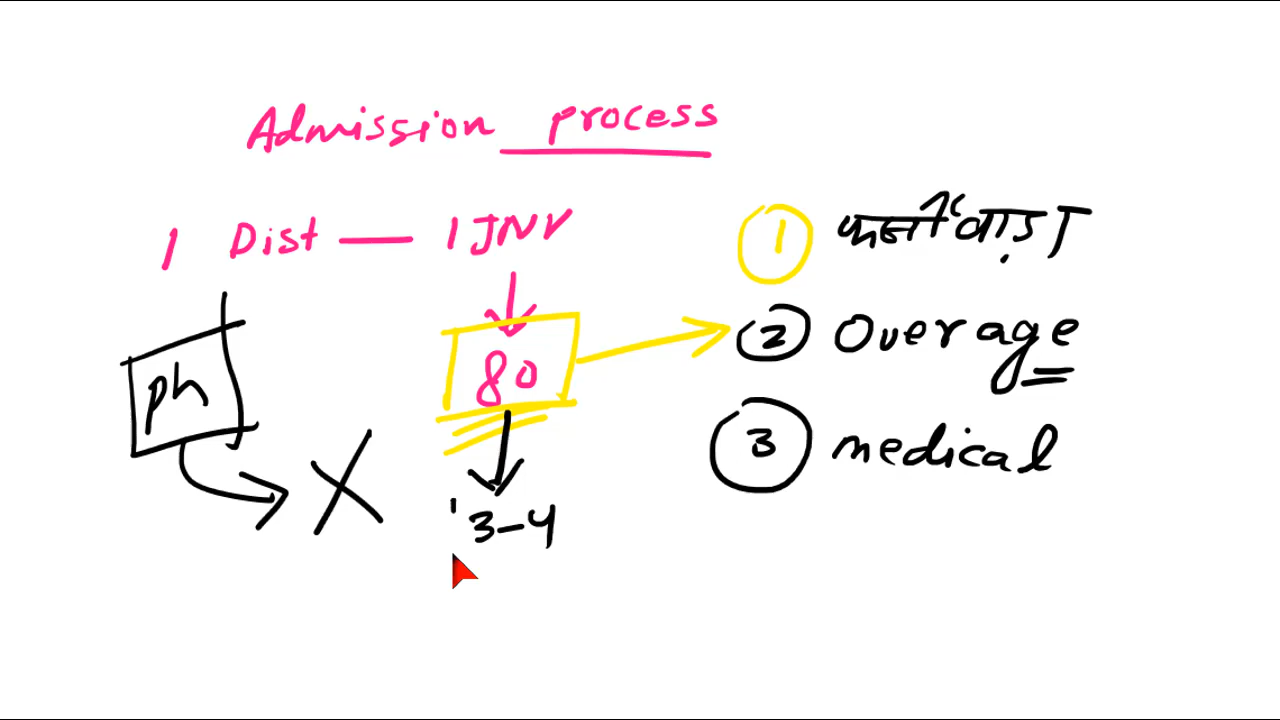 Admission process
1 Dist — 1 JNV
80
ph
X
3-4
1 फर्जीवाड़ा
2 Overage
3 medical